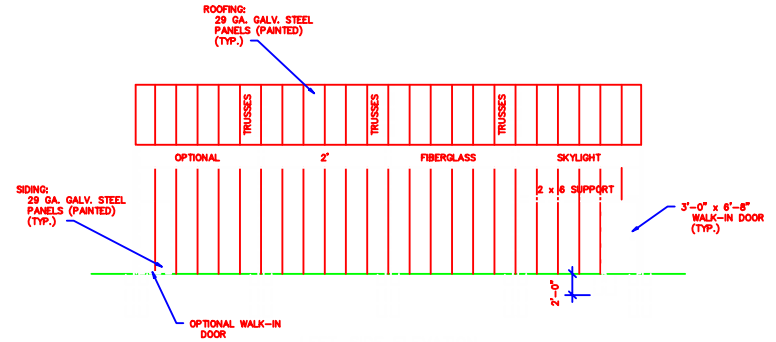 ROOFING:
29 GA. GALV. STEEL
PANELS (PAINTED)
(TYP.)
TRUSSES
TRUSSES
TRUSSES
OPTIONAL 2' FIBERGLASS SKYLIGHT
SIDING:
29 GA. GALV. STEEL
PANELS (PAINTED)
(TYP.)
2 x 6 SUPPORT
3'-0" x 6'-8"
WALK-IN DOOR
(TYP.)
2'-0"
OPTIONAL WALK-IN
DOOR